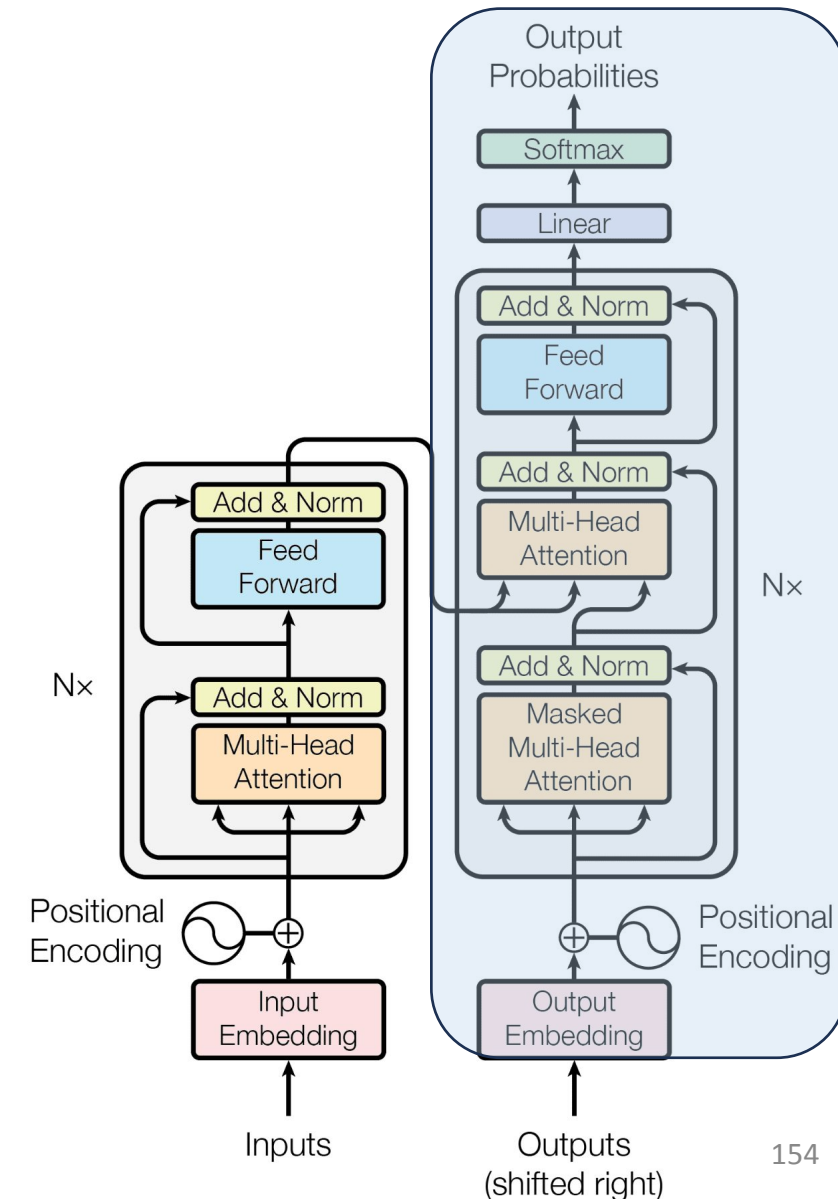 Output
Probabilities
Softmax
Linear
Add & Norm
Feed
Forward
Add & Norm
Multi-Head
Attention
N×
Add & Norm
Masked
Multi-Head
Attention
Positional
Encoding
Output
Embedding
Outputs
(shifted right)
Add & Norm
Feed
Forward
N×
Add & Norm
Multi-Head
Attention
Positional
Encoding
Input
Embedding
Inputs
154